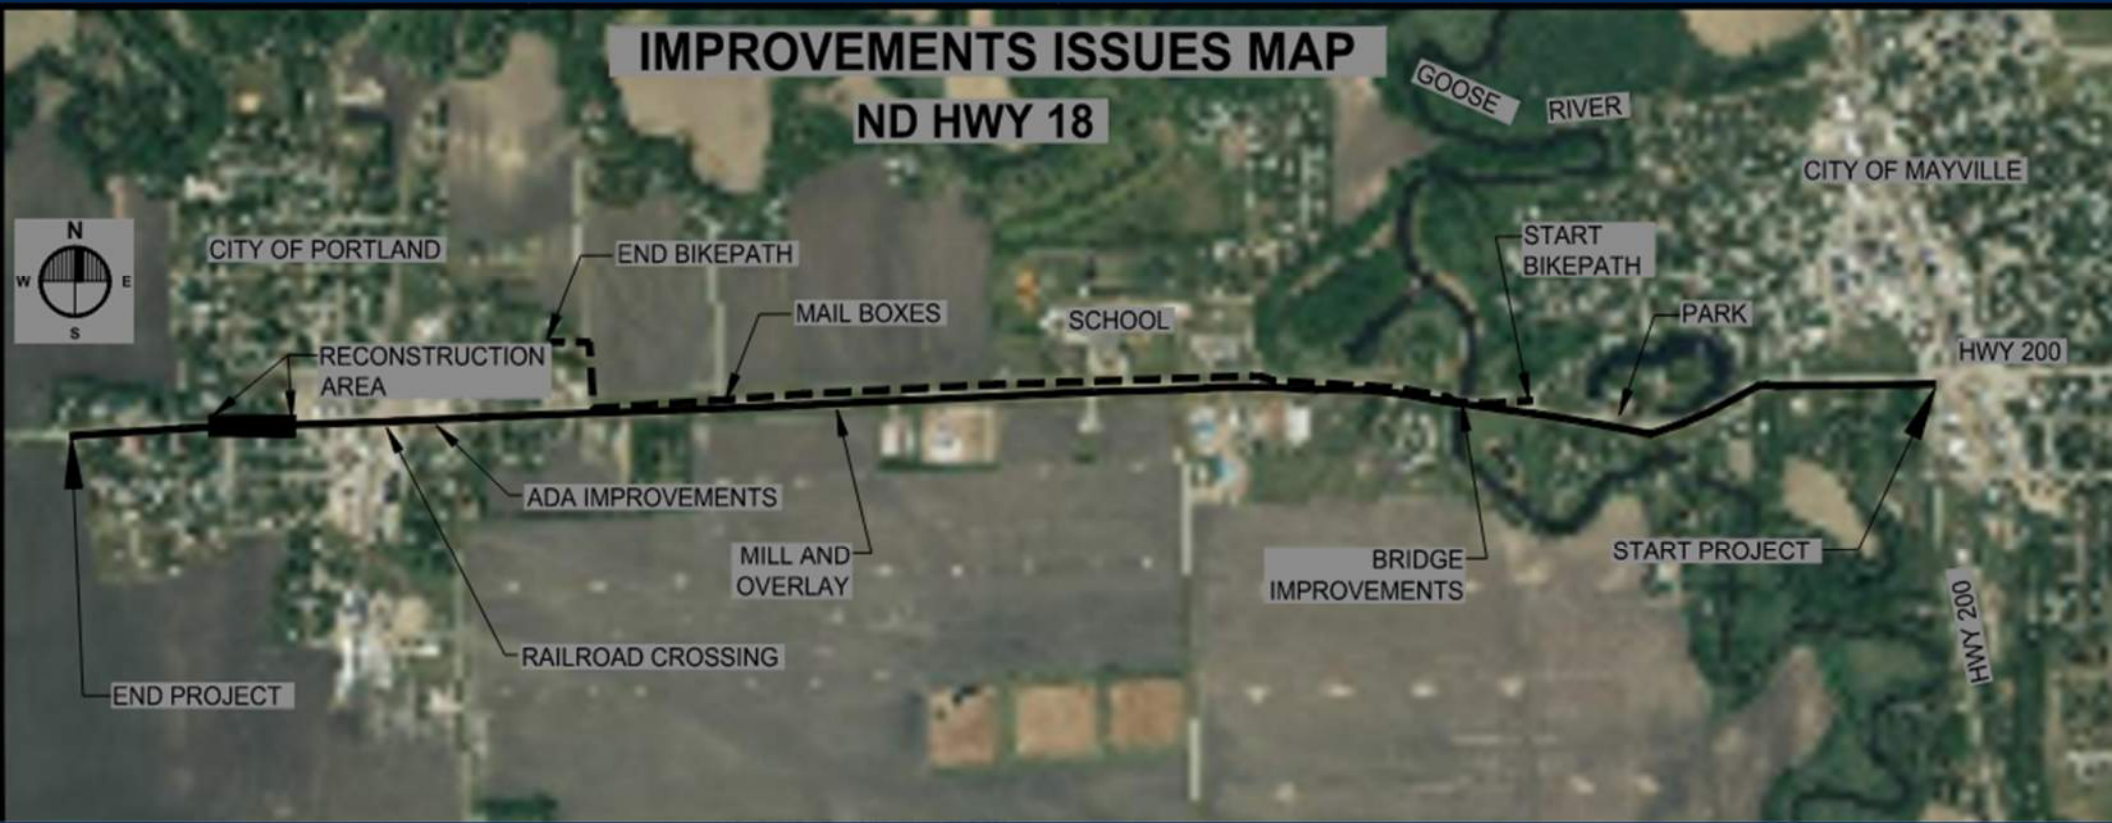 IMPROVEMENTS ISSUES MAP
ND HWY 18
GOOSE RIVER
CITY OF MAYVILLE
N
W E
S
CITY OF PORTLAND
END BIKEPATH
START
BIKEPATH
MAIL BOXES
SCHOOL
PARK
HWY 200
RECONSTRUCTION
AREA
ADA IMPROVEMENTS
MILL AND
OVERLAY
BRIDGE
IMPROVEMENTS
START PROJECT
HWY 200
RAILROAD CROSSING
END PROJECT